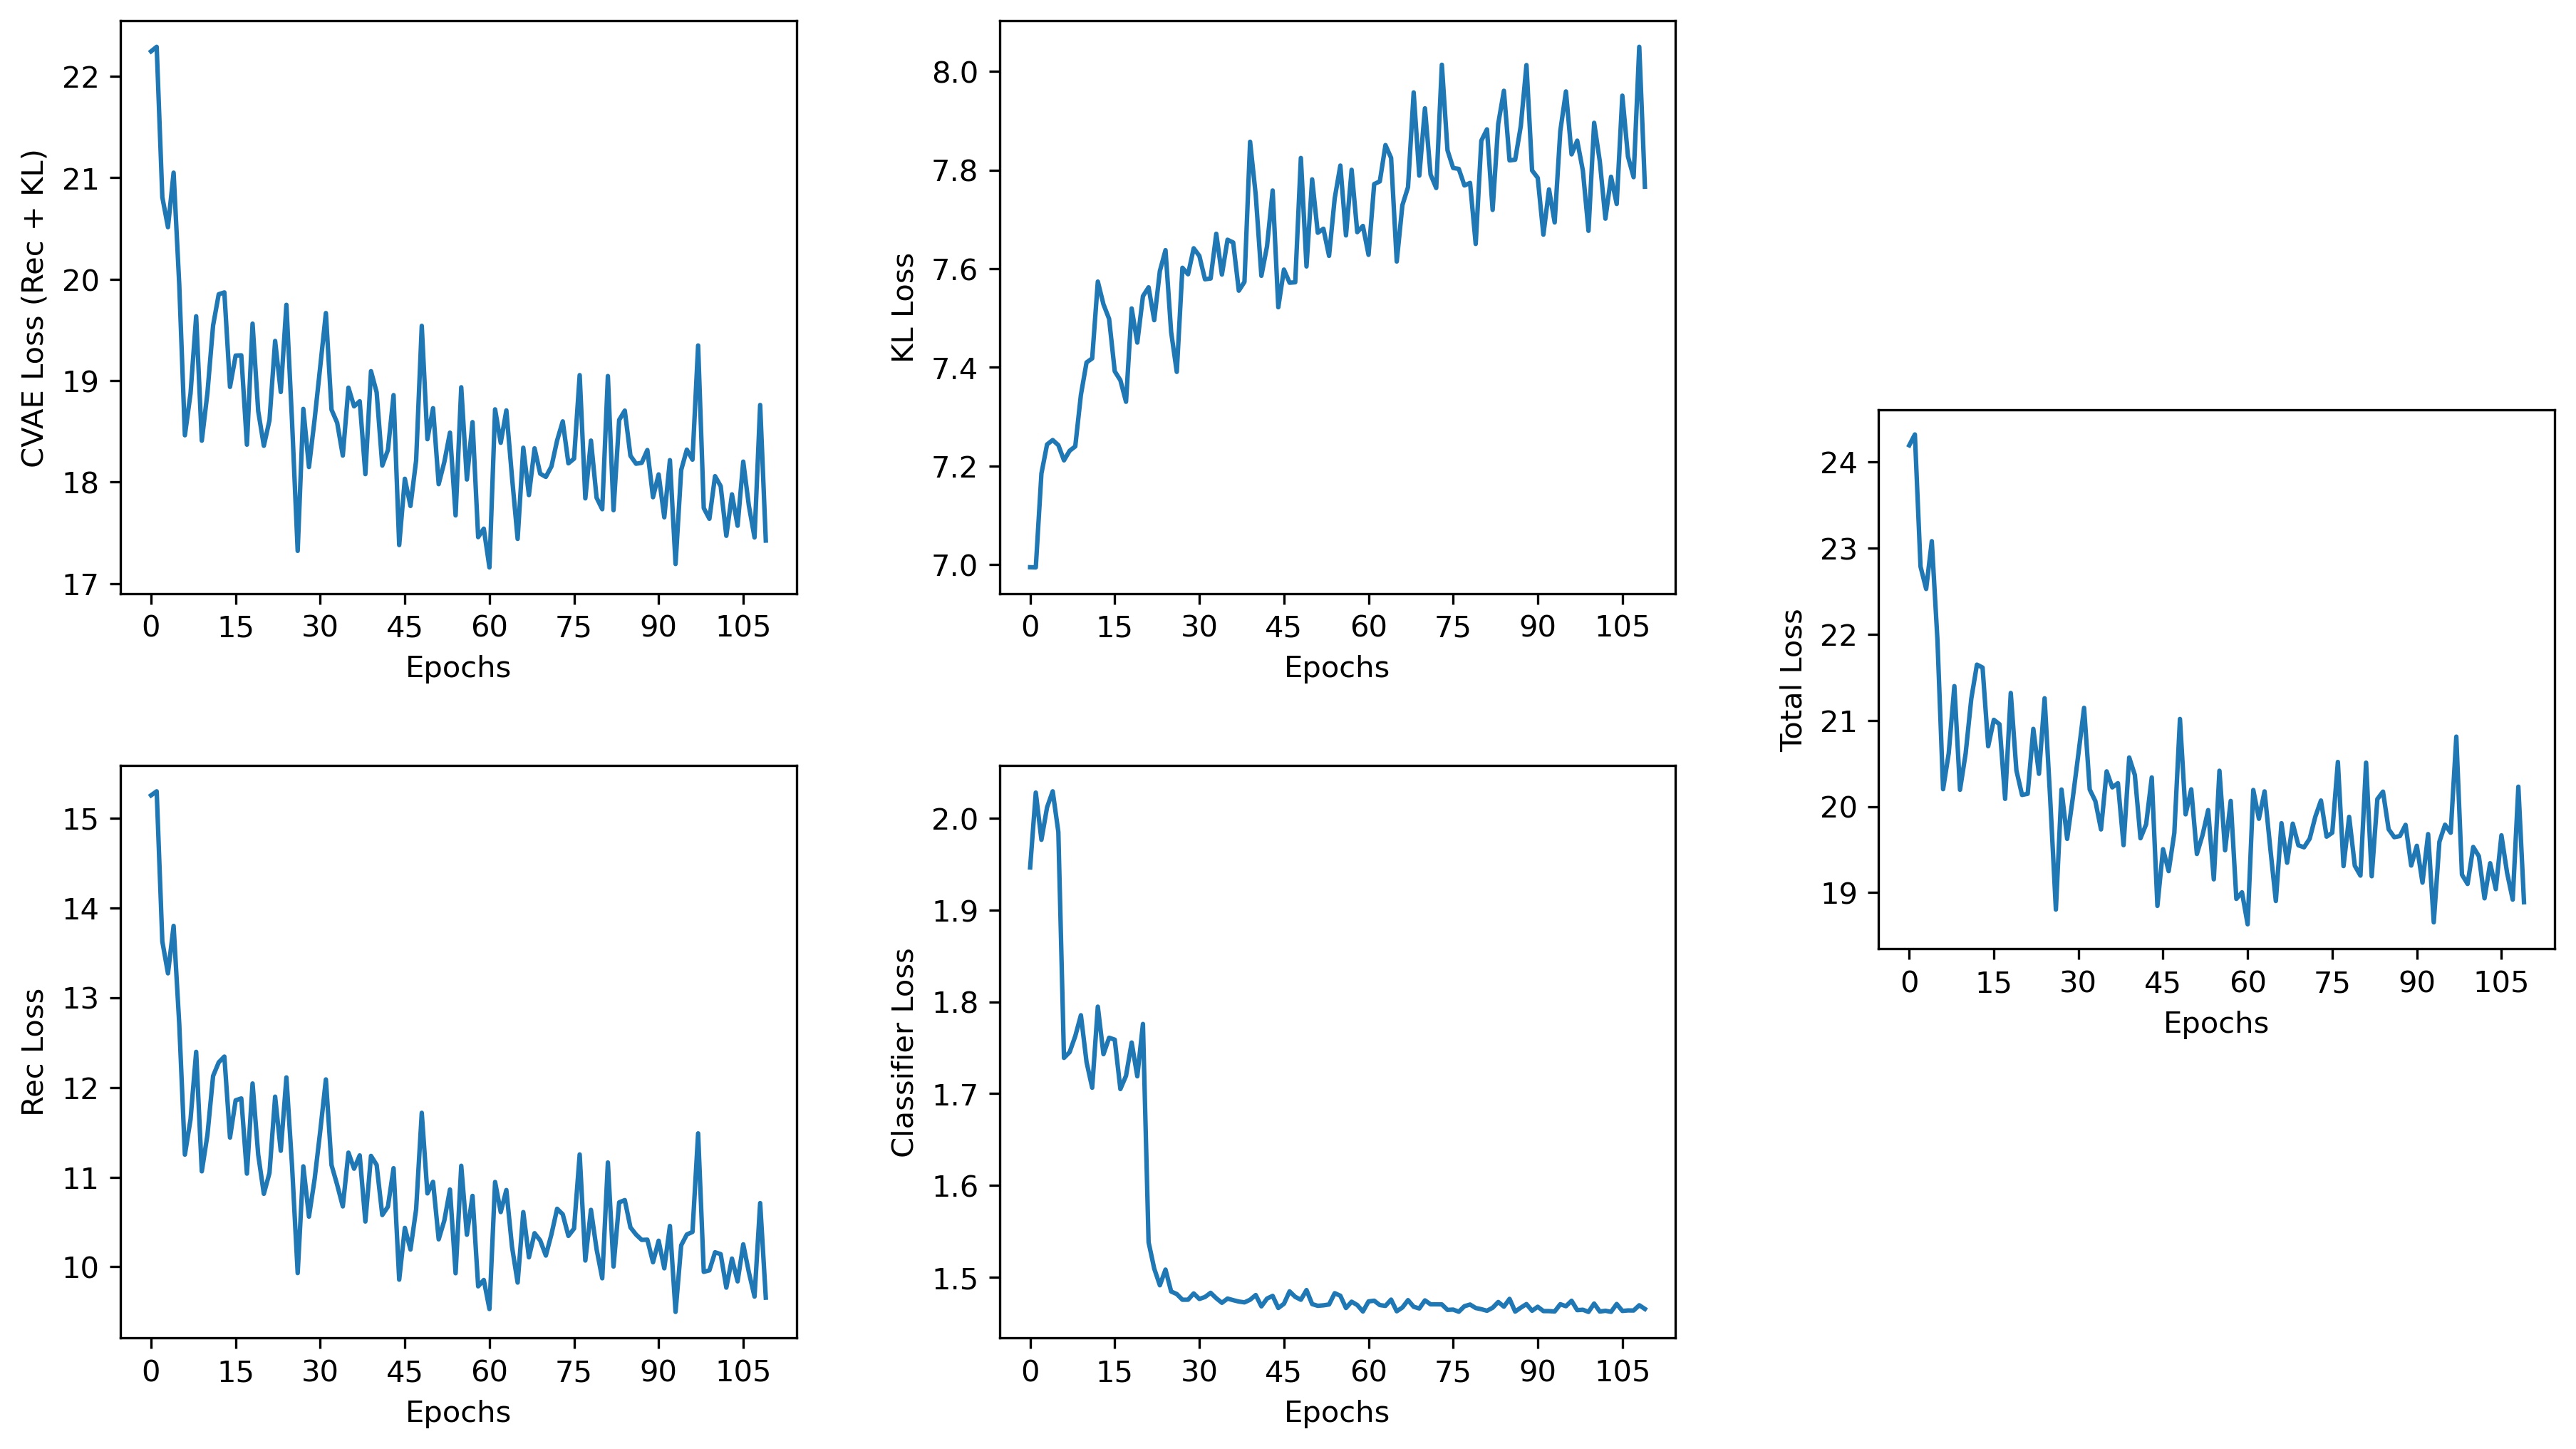 CVAE Loss (Rec + KL)
22
21
20
19
18
17
0 15 30 45 60 75 90 105
Epochs
KL Loss
8.0
7.8
7.6
7.4
7.2
7.0
0 15 30 45 60 75 90 105
Epochs
Rec Loss
15
14
13
12
11
10
0 15 30 45 60 75 90 105
Epochs
Classifier Loss
2.0
1.9
1.8
1.7
1.6
1.5
0 15 30 45 60 75 90 105
Epochs
Total Loss
24
23
22
21
20
19
0 15 30 45 60 75 90 105
Epochs